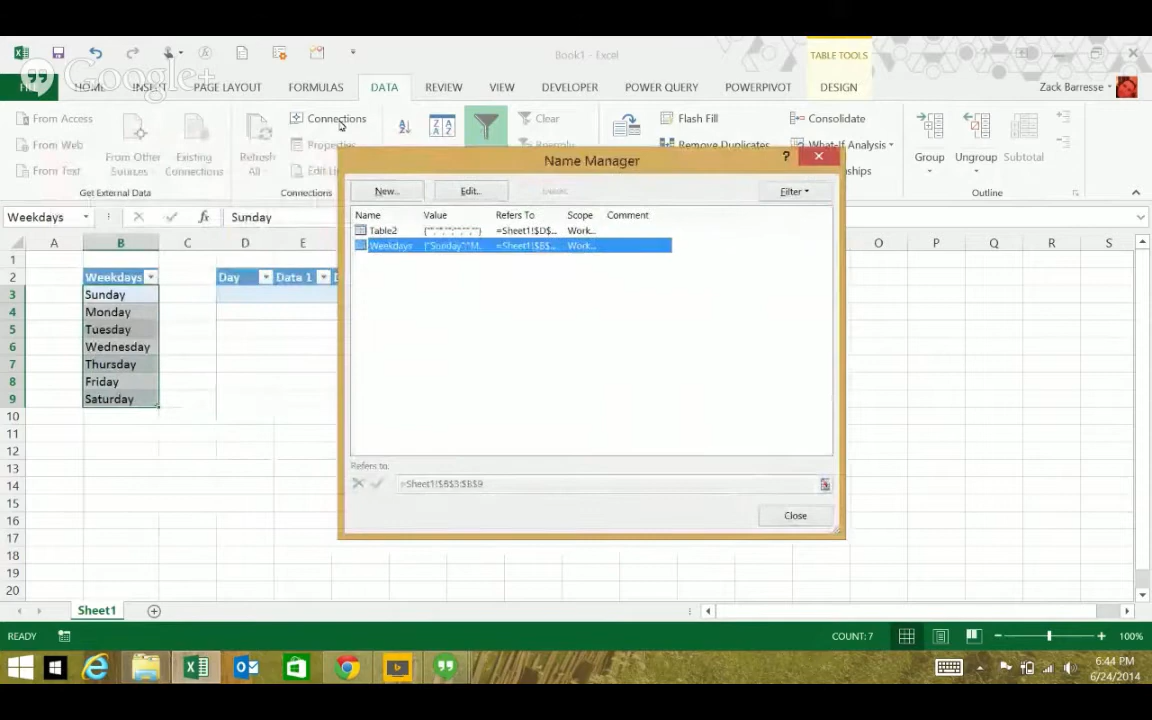 Book1 - Excel
TABLE TOOLS
Google+
FILE HOME INSERT PAGE LAYOUT FORMULAS DATA REVIEW VIEW DEVELOPER POWER QUERY POWERPIVOT DESIGN Zack Barresse
From Access
From Web
From Text
From Other
Sources
Existing
Connections
Get External Data
Refresh
All
Connections
Properties
Edit Li
Connections
Clear
Flash Fill
Remove Duplicates
Consolidate
What-If Analysis
Group
Ungroup
Subtotal
Outline
Name Manager
Weekdays
Sunday
New...
Edit...
Filter
Name Value Refers To Scope Comment
Table2 {"","","","",""} =Sheet1!$D$... Work...
Weekdays {"Sunday";"M... =Sheet1!$B$... Work...
Refers to:
=Sheet1!$B$3:$B$9
Close
A B C D E O P Q R S
1
2 Weekdays Day Data 1 D
3 Sunday
4 Monday
5 Tuesday
6 Wednesday
7 Thursday
8 Friday
9 Saturday
10
11
12
13
14
15
16
17
18
19
20
Sheet1
READY
COUNT: 7
100%
6:44 PM
6/24/2014